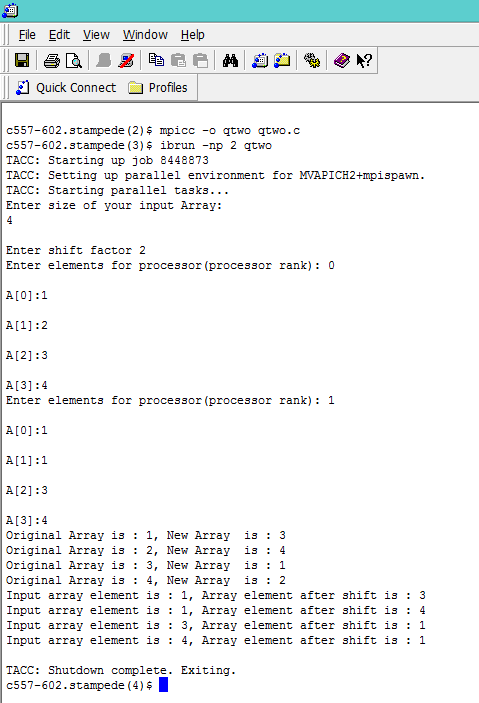 File Edit View Window Help
Quick Connect Profiles
c557-602.stampede(2)$ mpicc -o qtwo qtwo.c
c557-602.stampede(3)$ ibrun -np 2 qtwo
TACC: Starting up job 8448873
TACC: Setting up parallel environment for MVAPICH2+mpispawn.
TACC: Starting parallel tasks...
Enter size of your input Array:
4
Enter shift factor 2
Enter elements for processor(processor rank): 0
A[0]:1
A[1]:2
A[2]:3
A[3]:4
Enter elements for processor(processor rank): 1
A[0]:1
A[1]:1
A[2]:3
A[3]:4
Original Array is : 1, New Array  is : 3
Original Array is : 2, New Array  is : 4
Original Array is : 3, New Array  is : 1
Original Array is : 4, New Array  is : 2
Input array element is : 1, Array element after shift is : 3
Input array element is : 1, Array element after shift is : 4
Input array element is : 3, Array element after shift is : 1
Input array element is : 4, Array element after shift is : 1
TACC: Shutdown complete. Exiting.
c557-602.stampede(4)$